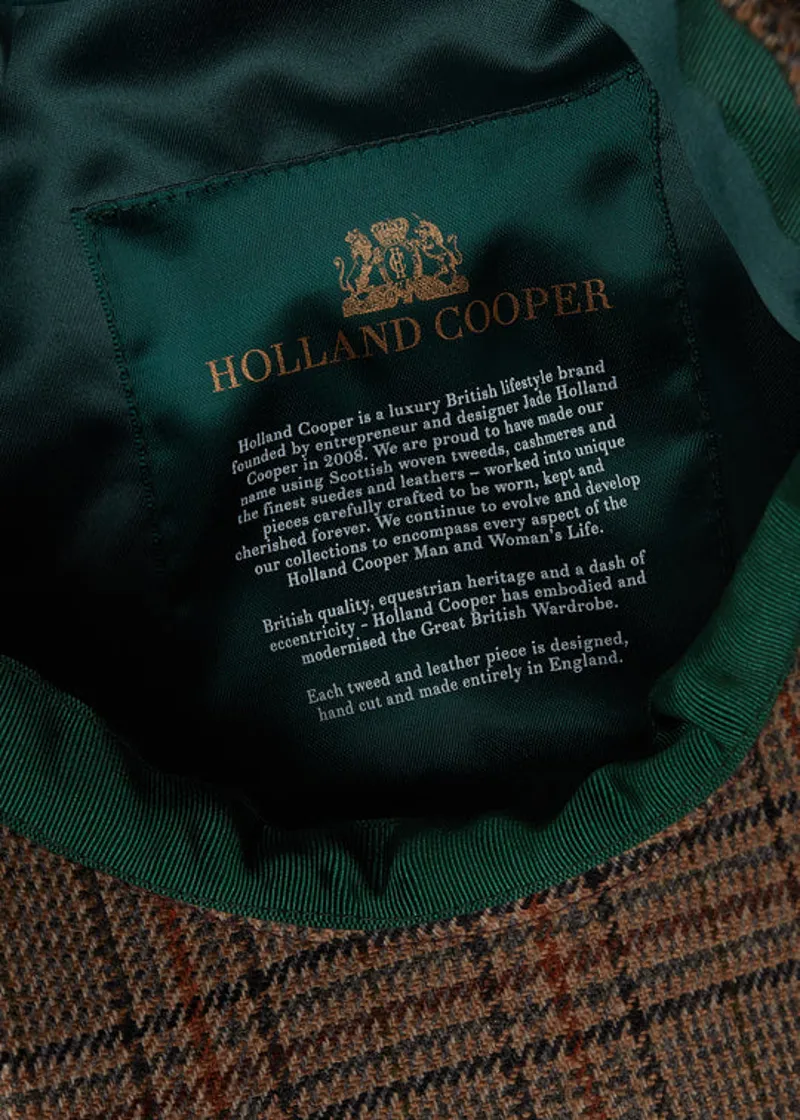 HOLLAND COOPER
Holland Cooper is a luxury British lifestyle brand
founded by entrepreneur and designer Jade Holland
Cooper in 2008. We are proud to have made our
name using Scottish woven tweeds, cashmeres and
the finest suedes and leathers – worked into unique
pieces carefully crafted to be worn, kept and
cherished forever. We continue to evolve and develop
our collections to encompass every aspect of the
Holland Cooper Man and Woman's Life.
British quality, equestrian heritage and a dash of
eccentricity - Holland Cooper has embodied and
modernised the Great British Wardrobe.
Each tweed and leather piece is designed,
hand cut and made entirely in England.